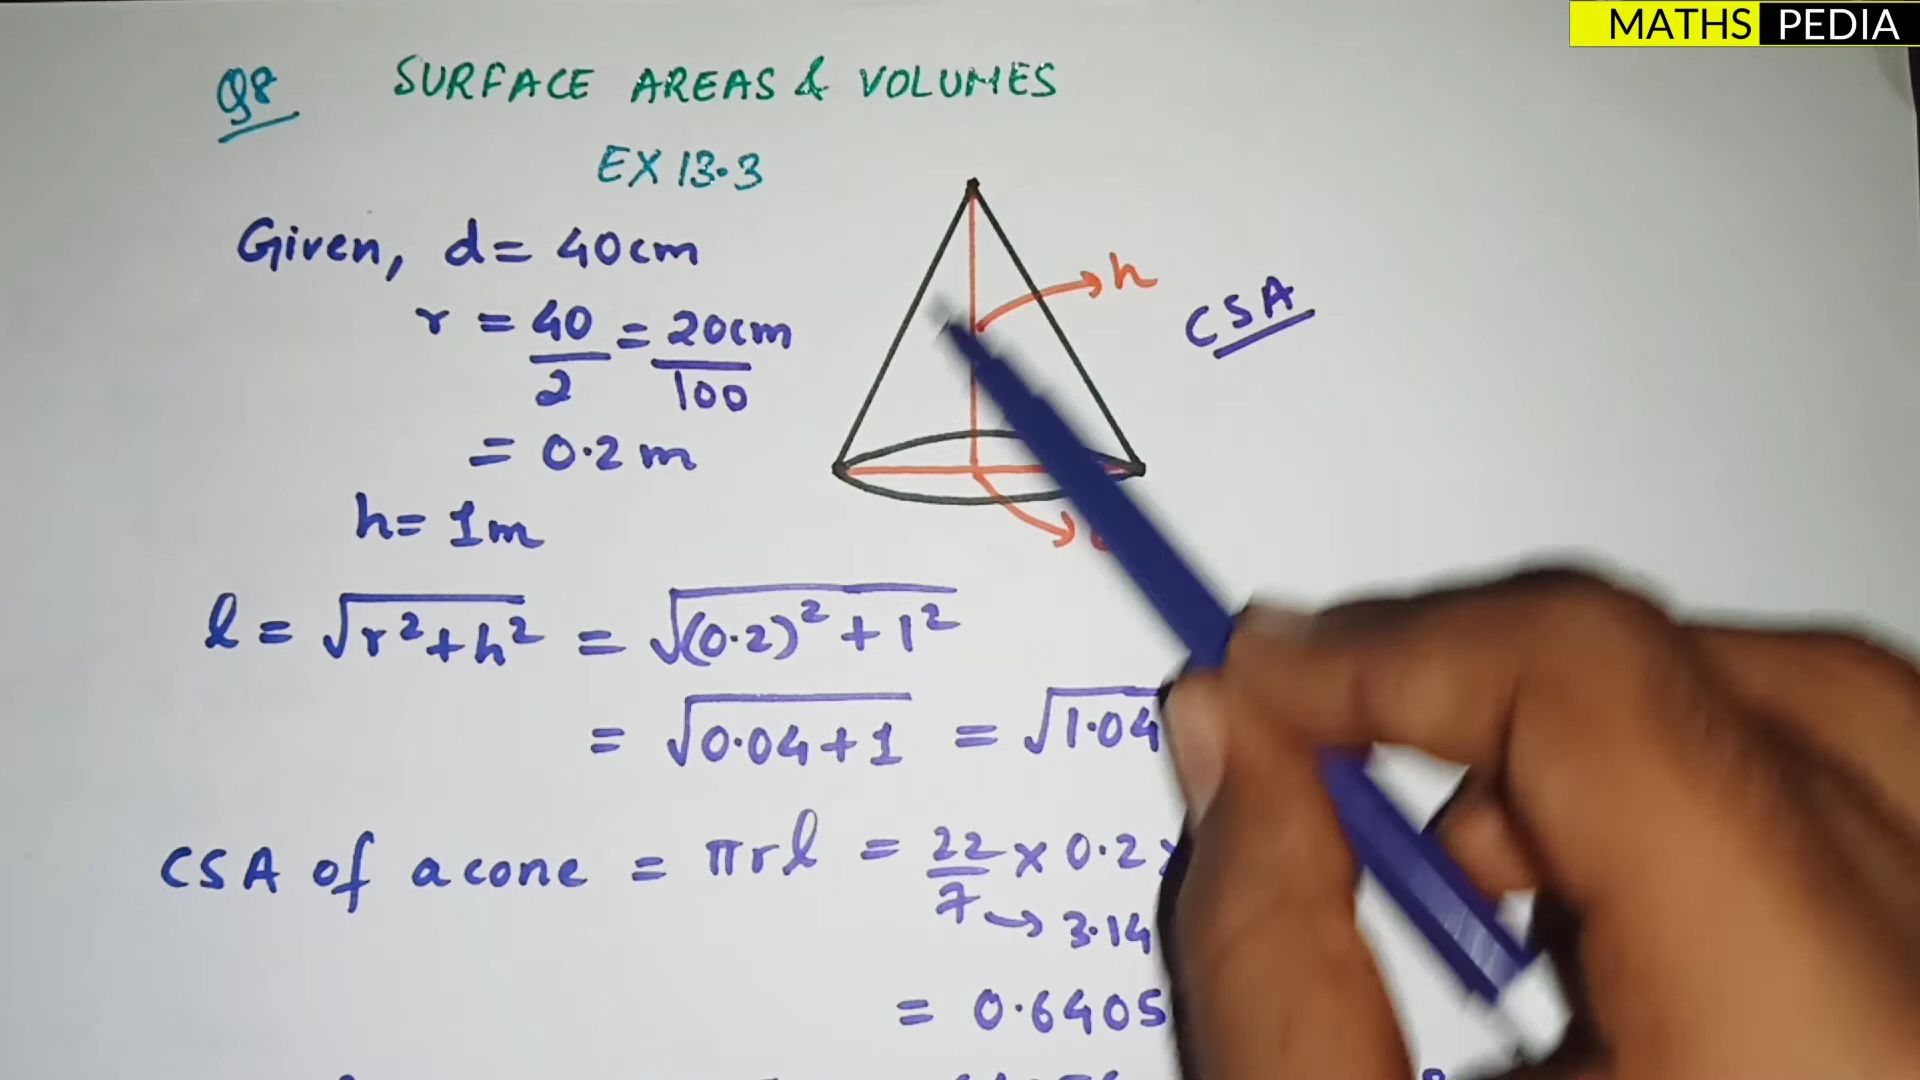 MATHS PEDIA
Q8 SURFACE AREAS & VOLUMES
EX 13.3
Given, d = 40cm
r = 40/2 = 20cm/100
= 0.2 m
h = 1m
h
CSA
l = √r²+h² = √(0.2)²+1²
= √0.04+1 = √1.04
CSA of a cone = πrl = 22/7 × 0.2
→ 3.14
= 0.6405